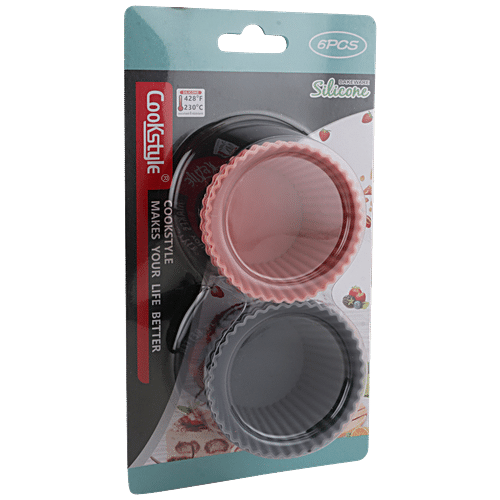 6PCS
BAKEWARE
Silicone
428°F
230°C
CooKstyle®
COOKSTYLE
MAKES YOUR LIFE BETTER